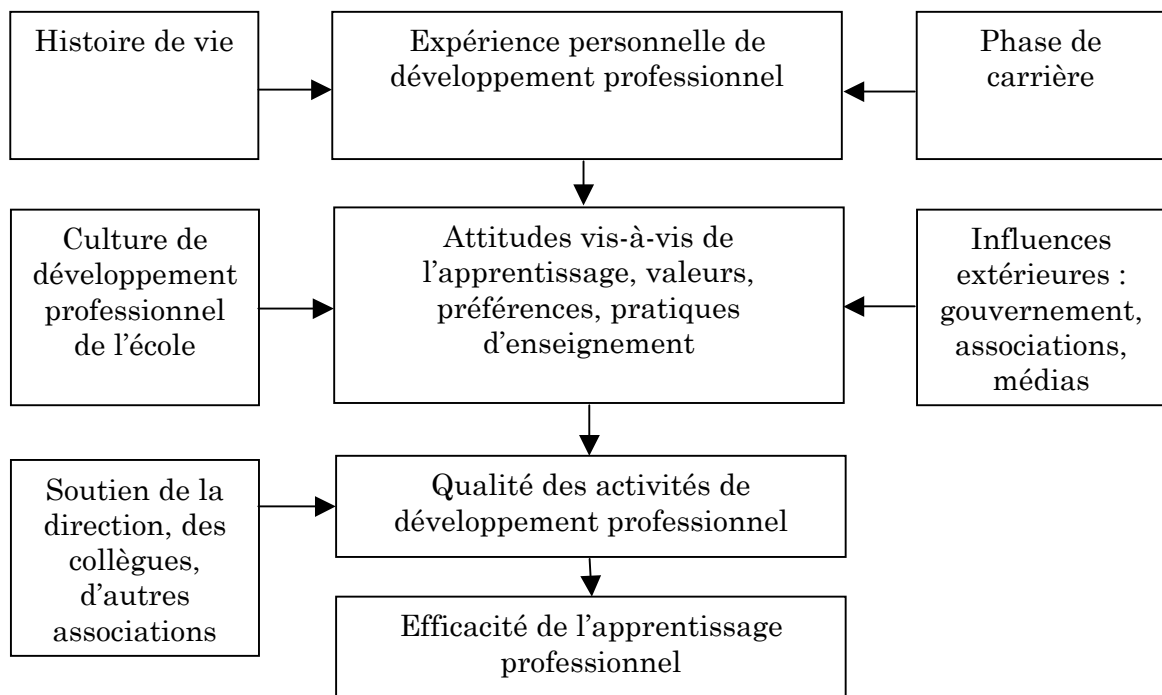 Histoire de vie
Expérience personnelle de
développement professionnel
Phase de
carrière
Culture de
développement
professionnel
de l’école
Attitudes vis-à-vis de
l’apprentissage, valeurs,
préférences, pratiques
d’enseignement
Influences
extérieures :
gouvernement,
associations,
médias
Soutien de la
direction, des
collègues,
d’autres
associations
Qualité des activités de
développement professionnel
Efficacité de l’apprentissage
professionnel